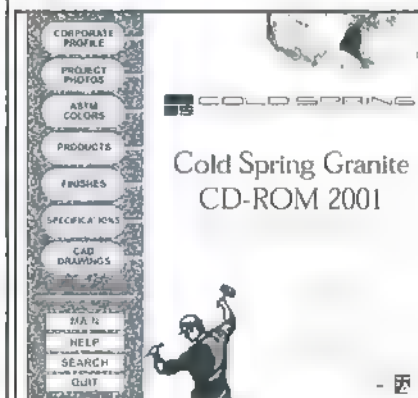 CORPORATE
PROFILE
PROJECT
PHOTOS
ASTM
COLORS
PRODUCTS
FINISHES
SPECIFICATIONS
CAD
DRAWINGS
MAIN
HELP
SEARCH
QUIT
COLD SPRING
Cold Spring Granite
CD-ROM 2001